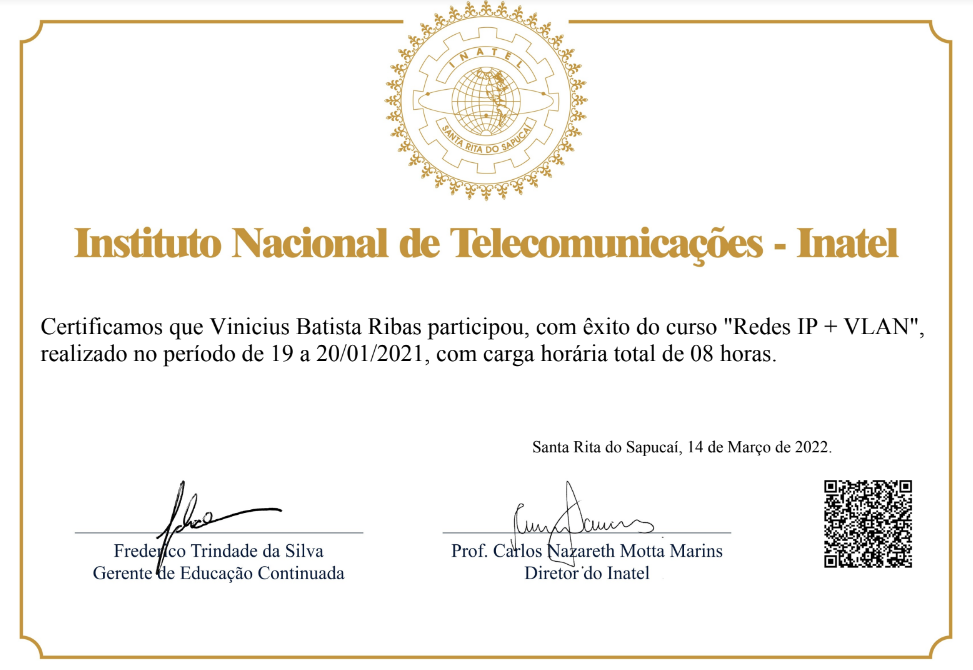 INATEL
SANTA RITA DO SAPUCAÍ
Instituto Nacional de Telecomunicações - Inatel
Certificamos que Vinicius Batista Ribas participou, com êxito do curso "Redes IP + VLAN",
realizado no período de 19 a 20/01/2021, com carga horária total de 08 horas.
Santa Rita do Sapucaí, 14 de Março de 2022.
Frederico Trindade da Silva
Gerente de Educação Continuada
Prof. Carlos Nazareth Motta Marins
Diretor do Inatel